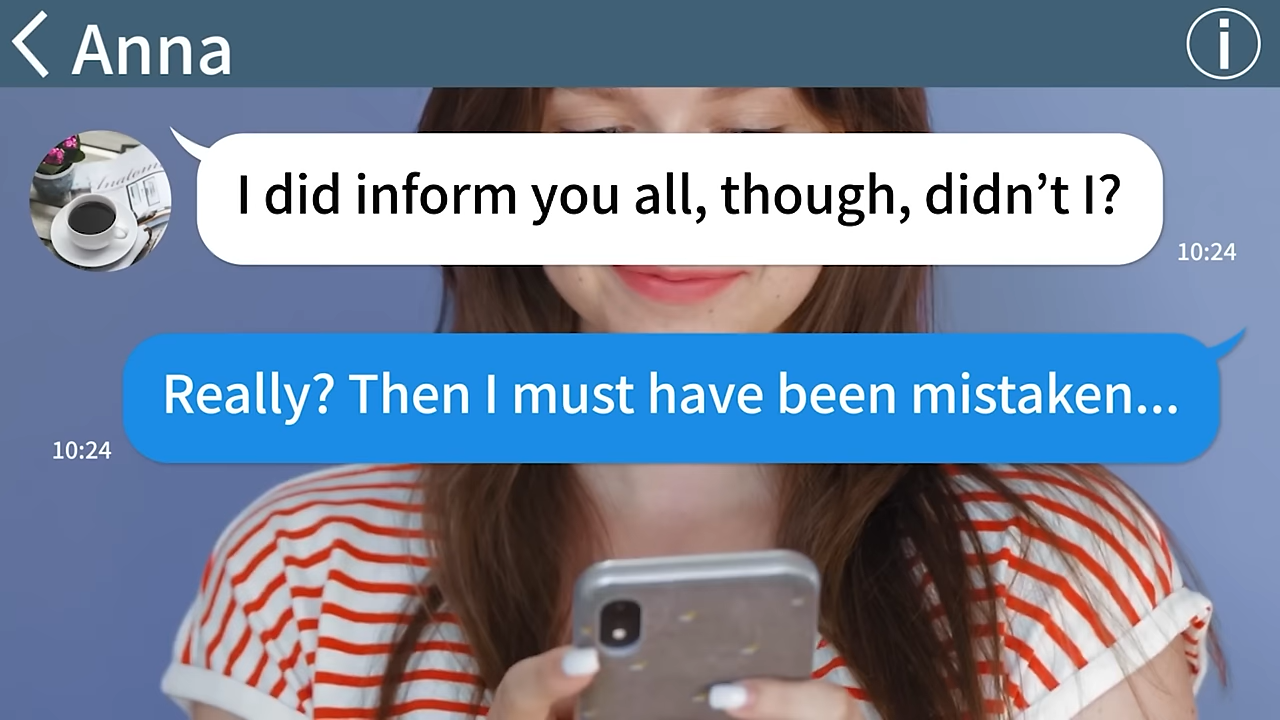 Anna
I did inform you all, though, didn’t I?
10:24
Really? Then I must have been mistaken...
10:24